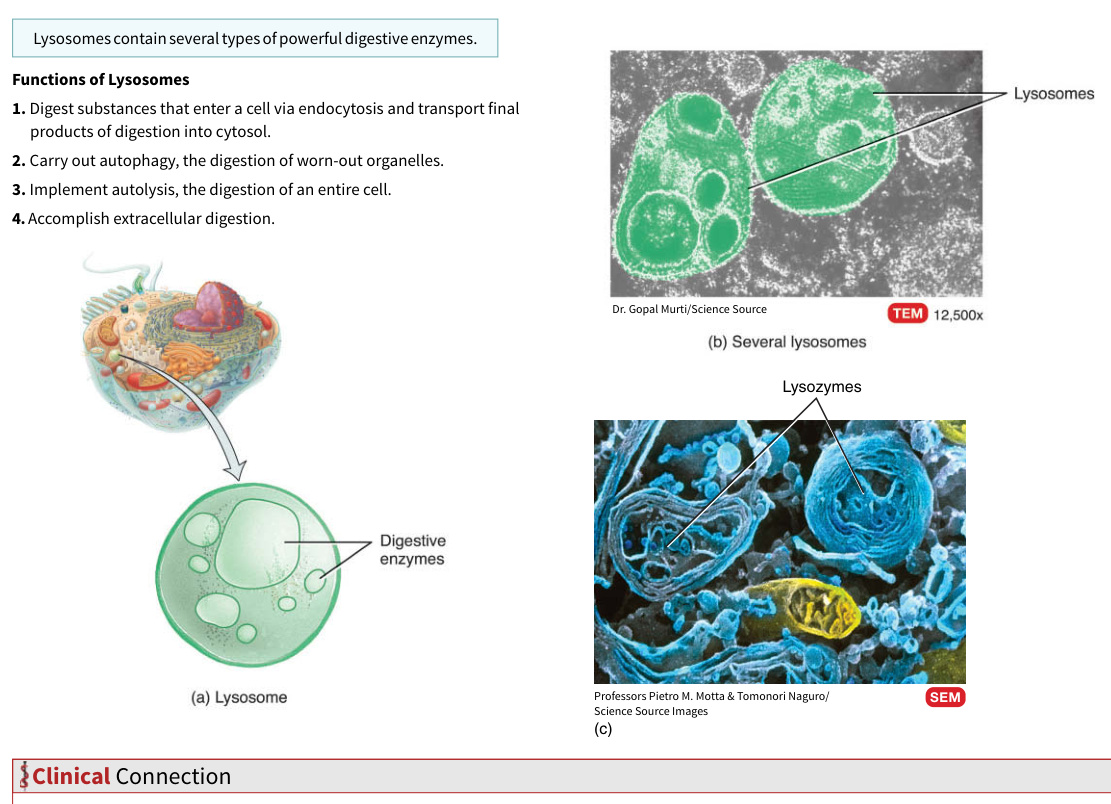 Lysosomes contain several types of powerful digestive enzymes.
Functions of Lysosomes
1. Digest substances that enter a cell via endocytosis and transport final
products of digestion into cytosol.
2. Carry out autophagy, the digestion of worn-out organelles.
3. Implement autolysis, the digestion of an entire cell.
4. Accomplish extracellular digestion.
Digestive
enzymes
(a) Lysosome
Lysosomes
Dr. Gopal Murti/Science Source
TEM 12,500x
(b) Several lysosomes
Lysozymes
Professors Pietro M. Motta & Tomonori Naguro/
Science Source Images
SEM
(c)
Clinical Connection